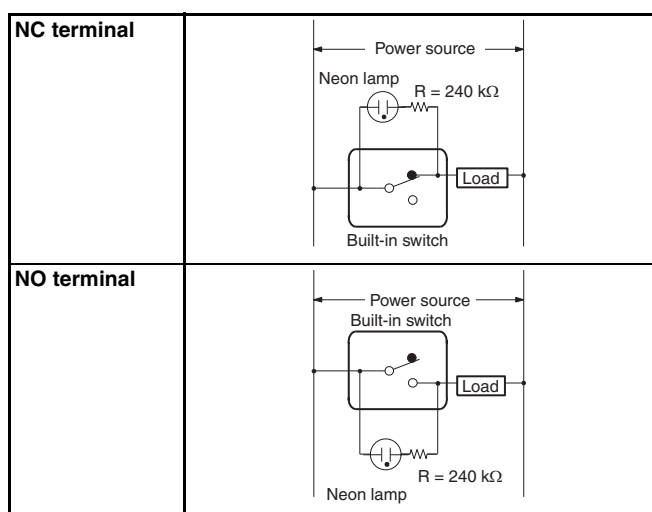 NC terminal
Power source
Neon lamp
R = 240 kΩ
Load
Built-in switch
NO terminal
Power source
Built-in switch
Load
R = 240 kΩ
Neon lamp